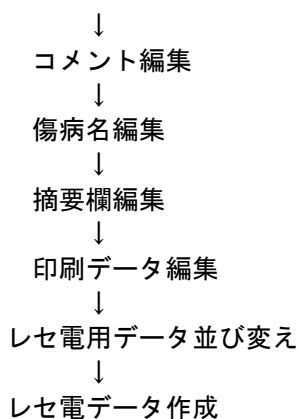 ↓
コメント編集
↓
傷病名編集
↓
摘要欄編集
↓
印刷データ編集
↓
レセ電用データ並び変え
↓
レセ電データ作成